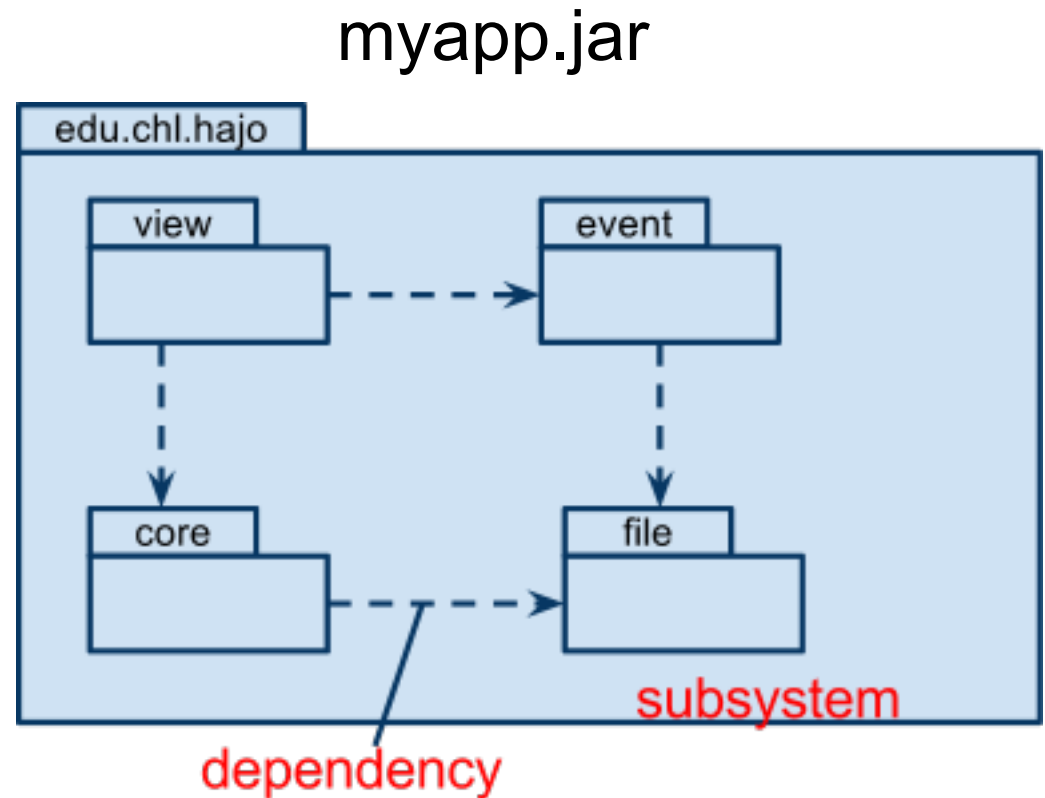 myapp.jar
edu.chl.hajo
view
event
core
file
subsystem
dependency